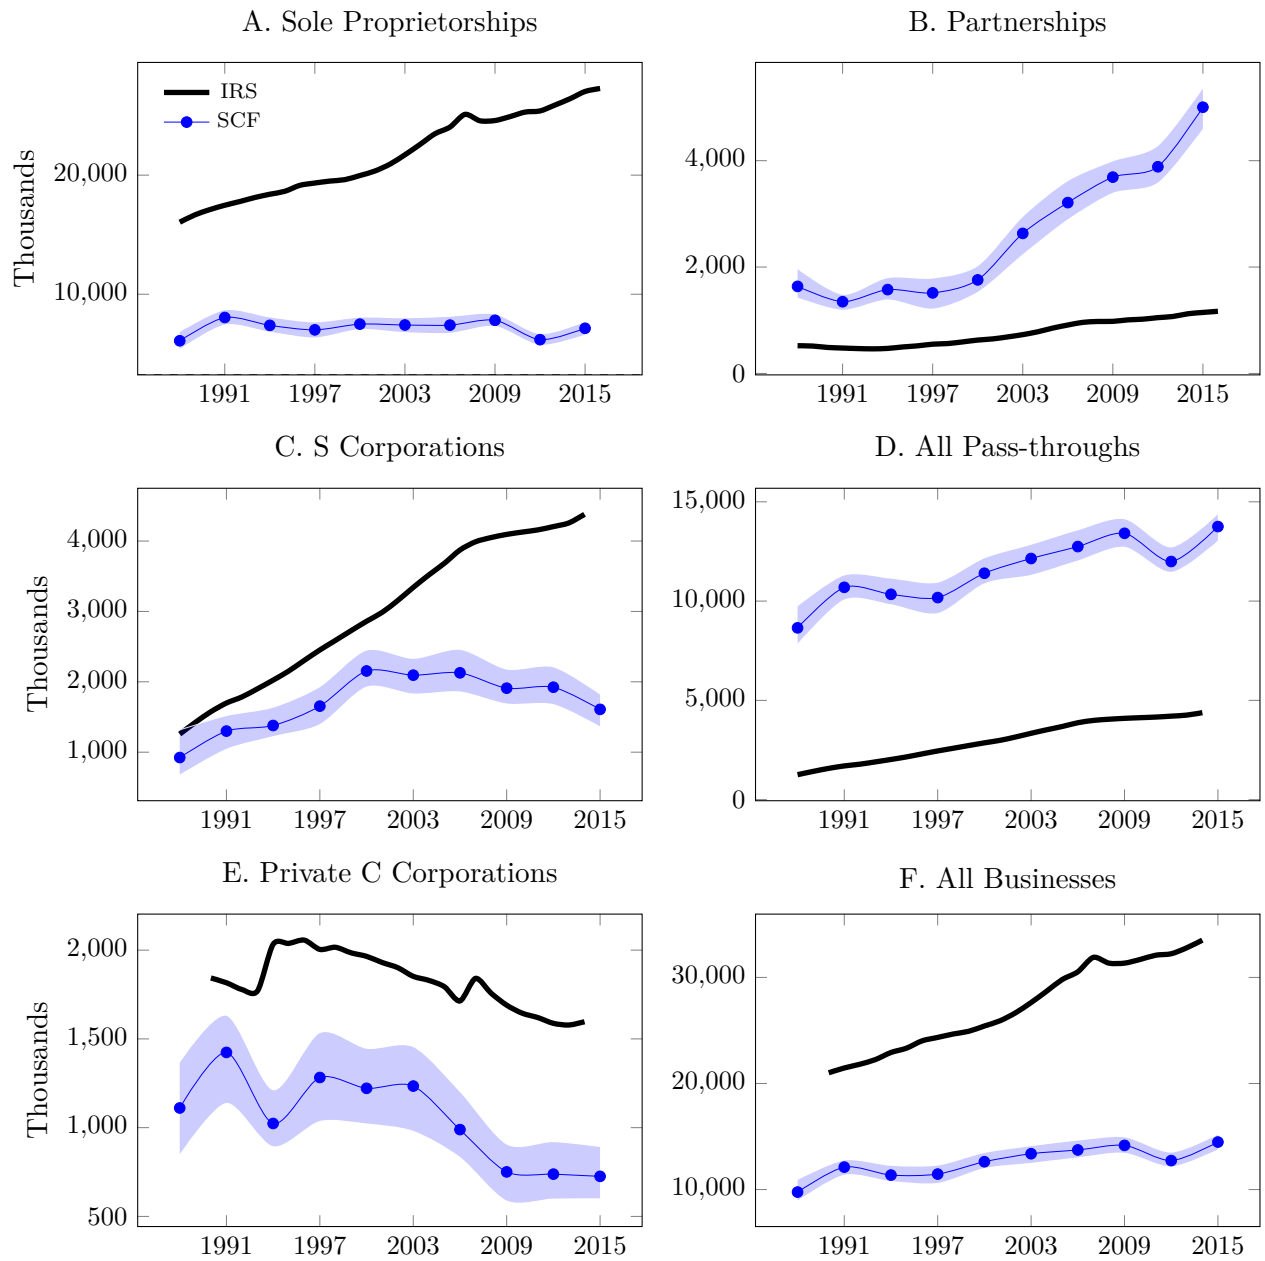 A. Sole Proprietorships
IRS
SCF
Thousands
20,000
10,000
1991 1997 2003 2009 2015
B. Partnerships
4,000
2,000
0
1991 1997 2003 2009 2015
C. S Corporations
Thousands
4,000
3,000
2,000
1,000
1991 1997 2003 2009 2015
D. All Pass-throughs
15,000
10,000
5,000
0
1991 1997 2003 2009 2015
E. Private C Corporations
Thousands
2,000
1,500
1,000
500
1991 1997 2003 2009 2015
F. All Businesses
30,000
20,000
10,000
1991 1997 2003 2009 2015